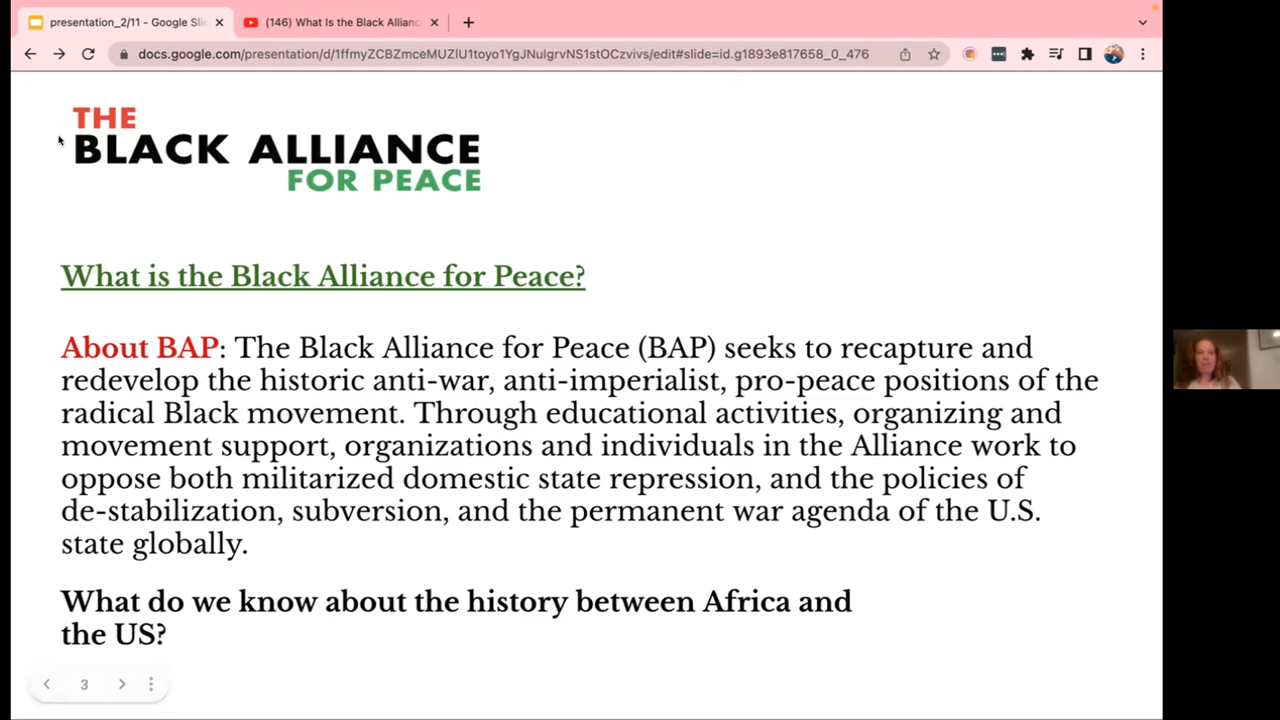 presentation_2/11 - Google Slid
(146) What Is the Black Allianc
docs.google.com/presentation/d/1ffmyZCBZmceMUZlU1toyo1YgJNuIgrvNS1stOCzvivs/edit#slide=id.g1893e817658_0_476
THE
BLACK ALLIANCE
FOR PEACE
What is the Black Alliance for Peace?
About BAP: The Black Alliance for Peace (BAP) seeks to recapture and
redevelop the historic anti-war, anti-imperialist, pro-peace positions of the
radical Black movement. Through educational activities, organizing and
movement support, organizations and individuals in the Alliance work to
oppose both militarized domestic state repression, and the policies of
de-stabilization, subversion, and the permanent war agenda of the U.S.
state globally.
What do we know about the history between Africa and
the US?
3